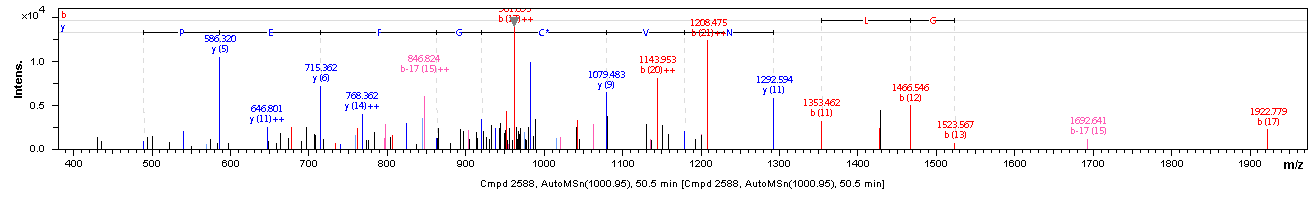 x10⁴
b
y
L G
P E F G C* V N
b (17)++
1208.475
b (21)++
586.320
y (5)
846.824
b-17 (15)++
1143.953
b (20)++
715.362
y (6)
1079.483
y (9)
1292.594
y (11)
768.362
y (14)++
646.801
y (11)++
1353.462
b (11)
1466.546
b (12)
1523.567
b (13)
1692.641
b-17 (15)
1922.779
b (17)
Intens.
1.0
0.5
0.0
400 500 600 700 800 900 1000 1100 1200 1300 1400 1500 1600 1700 1800 1900 m/z
Cmpd 2588, AutoMSn(1000.95), 50.5 min [Cmpd 2588, AutoMSn(1000.95), 50.5 min]